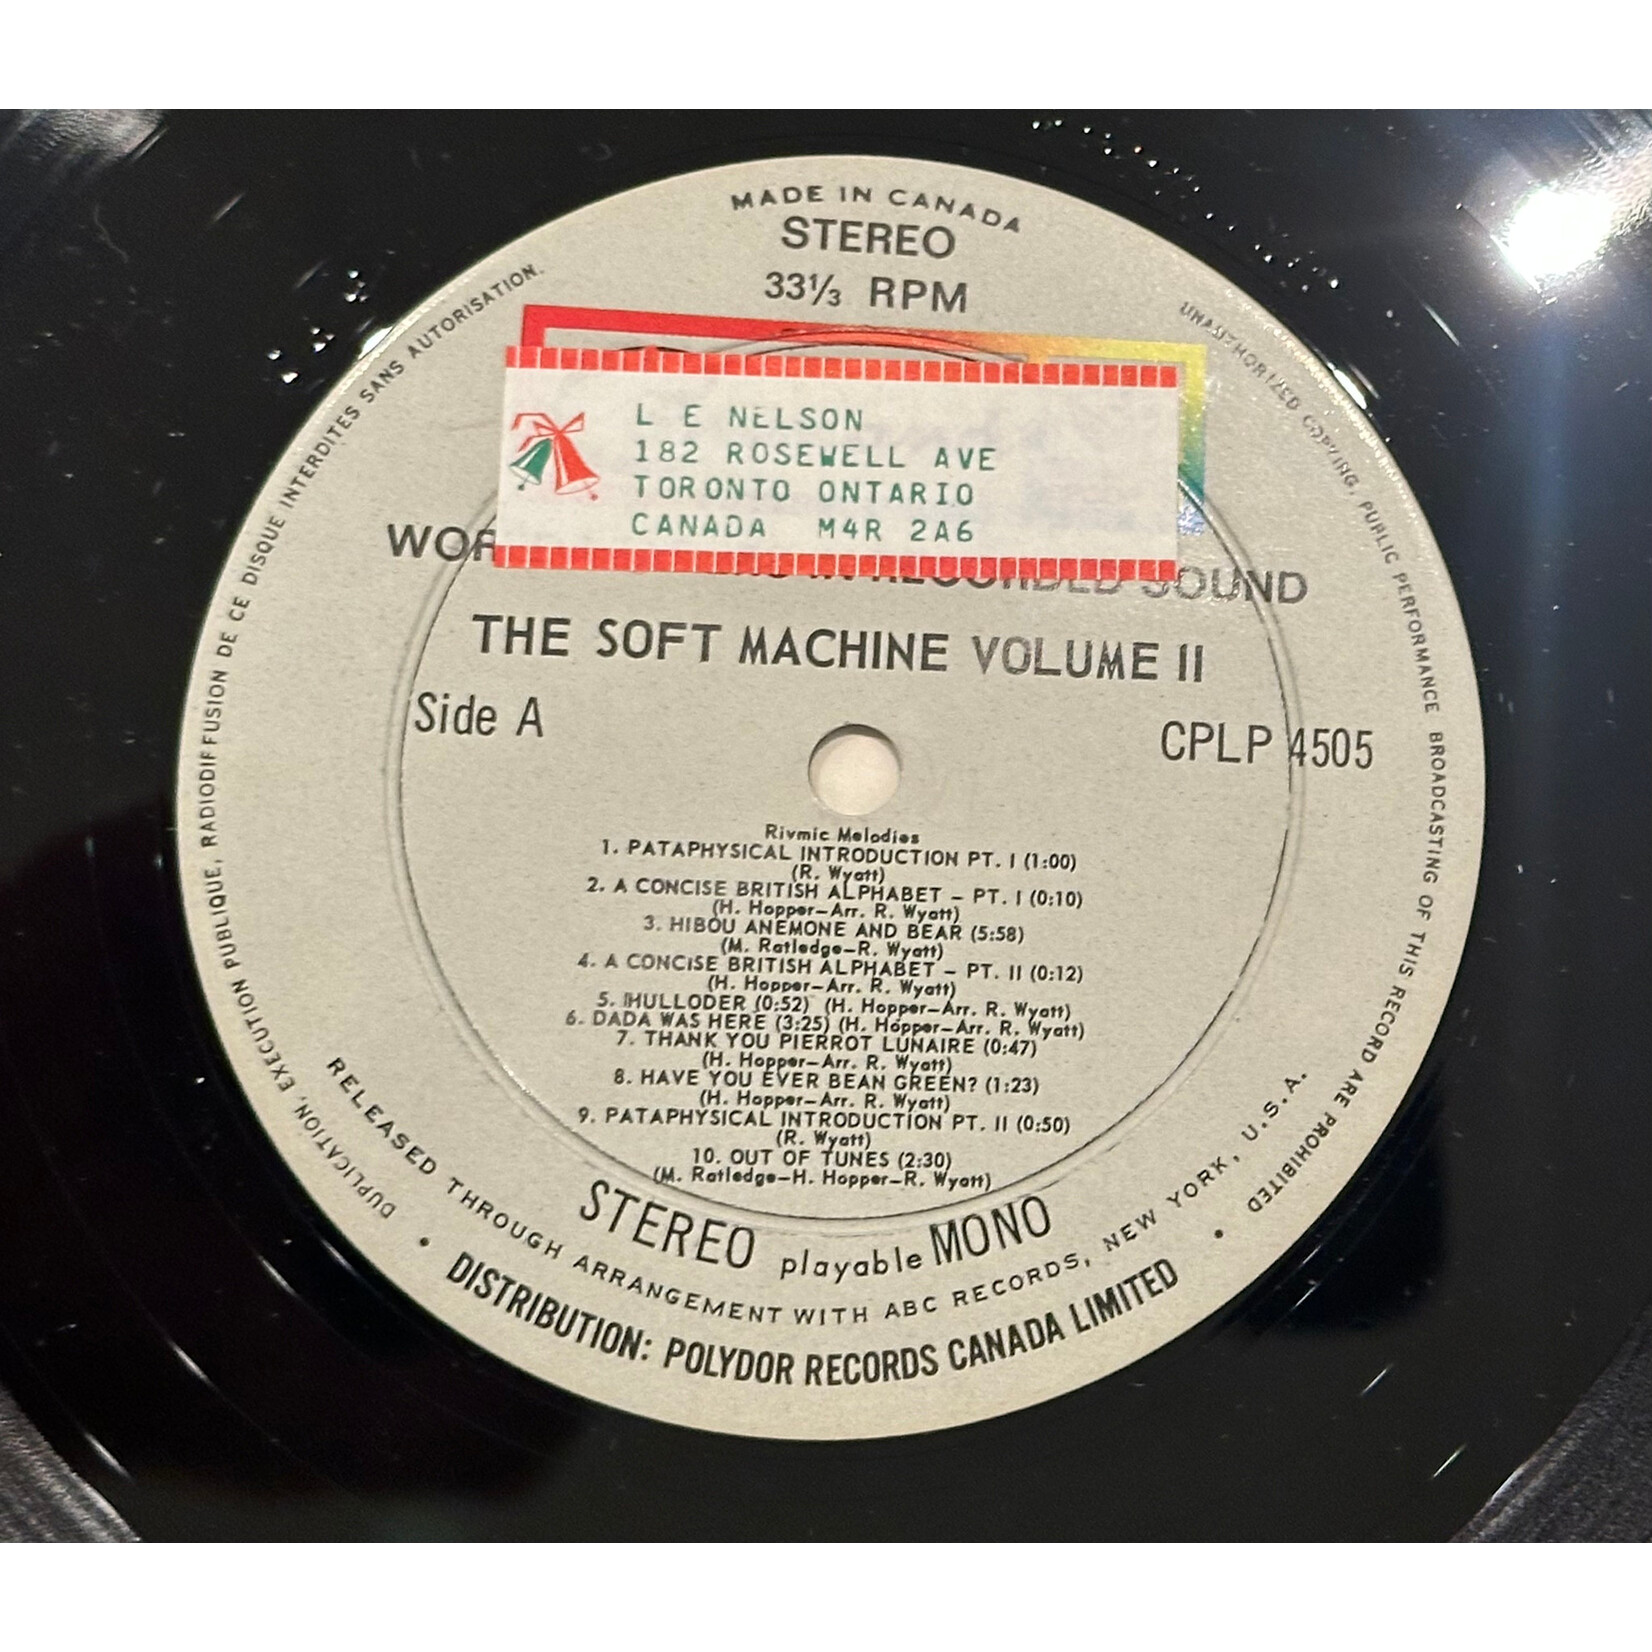 MADE IN CANADA
STEREO
33⅓ RPM
L E NELSON
182 ROSEWELL AVE
TORONTO ONTARIO
CANADA M4R 2A6
IN RECORDED SOUND
THE SOFT MACHINE VOLUME II
Side A
CPLP 4505
Rivmic Melodies
1. PATAPHYSICAL INTRODUCTION PT. I (1:00)
(R. Wyatt)
2. A CONCISE BRITISH ALPHABET – PT. I (0:10)
(H. Hopper–Arr. R. Wyatt)
3. HIBOU ANEMONE AND BEAR (5:58)
(M. Ratledge–R. Wyatt)
4. A CONCISE BRITISH ALPHABET – PT. II (0:12)
(H. Hopper–Arr. R. Wyatt)
5. HULLODER (0:52) (H. Hopper–Arr. R. Wyatt)
6. DADA WAS HERE (3:25) (H. Hopper–Arr. R. Wyatt)
7. THANK YOU PIERROT LUNAIRE (0:47)
(H. Hopper–Arr. R. Wyatt)
8. HAVE YOU EVER BEAN GREEN? (1:23)
(H. Hopper–Arr. R. Wyatt)
9. PATAPHYSICAL INTRODUCTION PT. II (0:50)
(R. Wyatt)
10. OUT OF TUNES (2:30)
(M. Ratledge–H. Hopper–R. Wyatt)
STEREO playable MONO
RELEASED THROUGH ARRANGEMENT WITH ABC RECORDS, NEW YORK, U.S.A.
• DISTRIBUTION: POLYDOR RECORDS CANADA LIMITED •
DUPLICATION, EXECUTION PUBLIQUE, RADIODIFFUSION DE CE DISQUE INTERDITES SANS AUTORISATION.
UNAUTHORIZED COPYING, PUBLIC PERFORMANCE BROADCASTING OF THIS RECORD ARE PROHIBITED